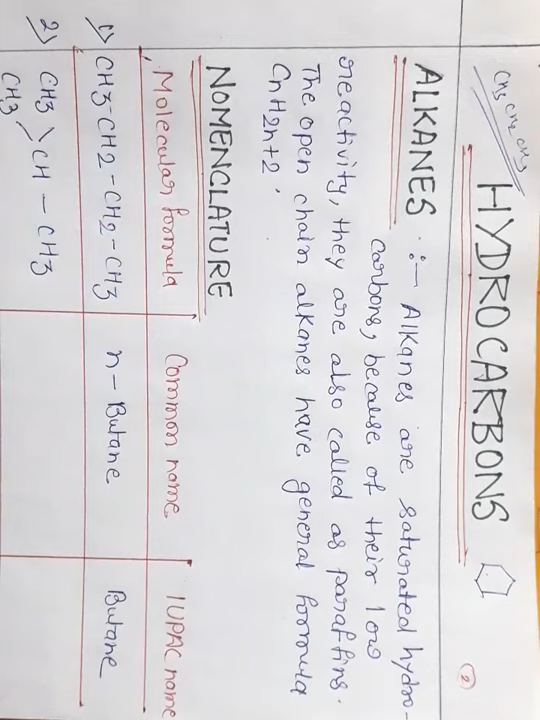 CH3 CH2 CH3
HYDROCARBONS
2
ALKANES :- Alkanes are saturated hydro-
carbons, because of their low
reactivity, they are also called as paraffins.
The open chain alkanes have general formula
CnH2n+2.
NOMENCLATURE
Molecular formula Common name IUPAC name
1) CH3-CH2-CH2-CH3 n-Butane Butane
2) CH3 \ CH - CH3
CH3 /